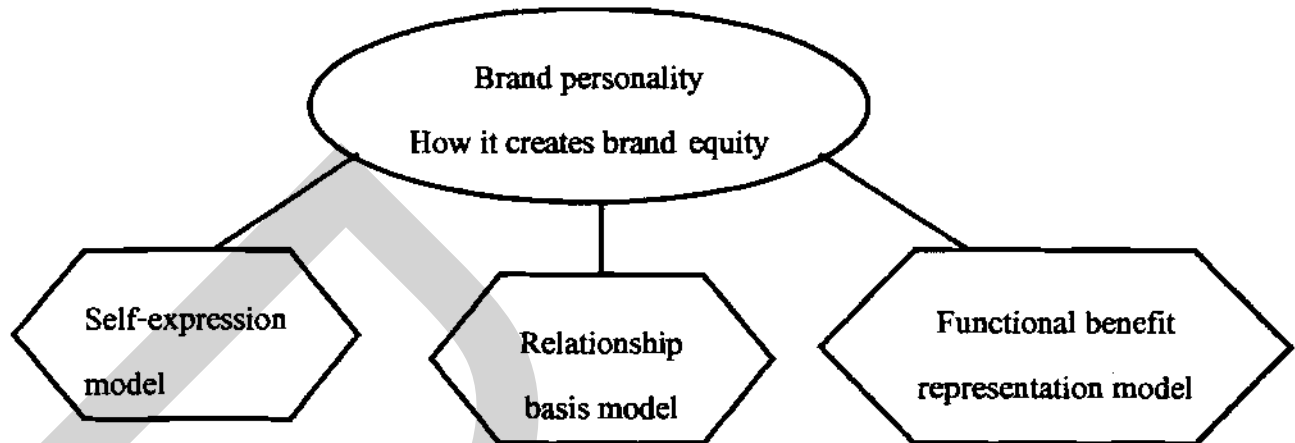 Brand personality
How it creates brand equity
Self-expression
model
Relationship
basis model
Functional benefit
representation model